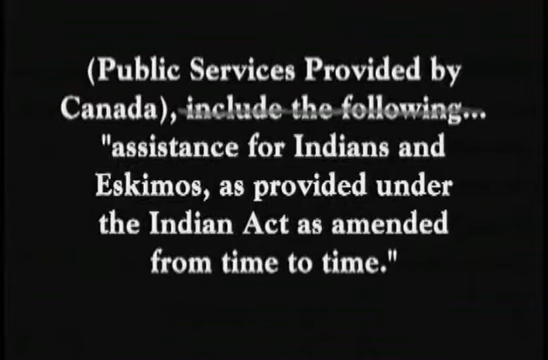 (Public Services Provided by
Canada), include the following...
"assistance for Indians and
Eskimos, as provided under
the Indian Act as amended
from time to time."